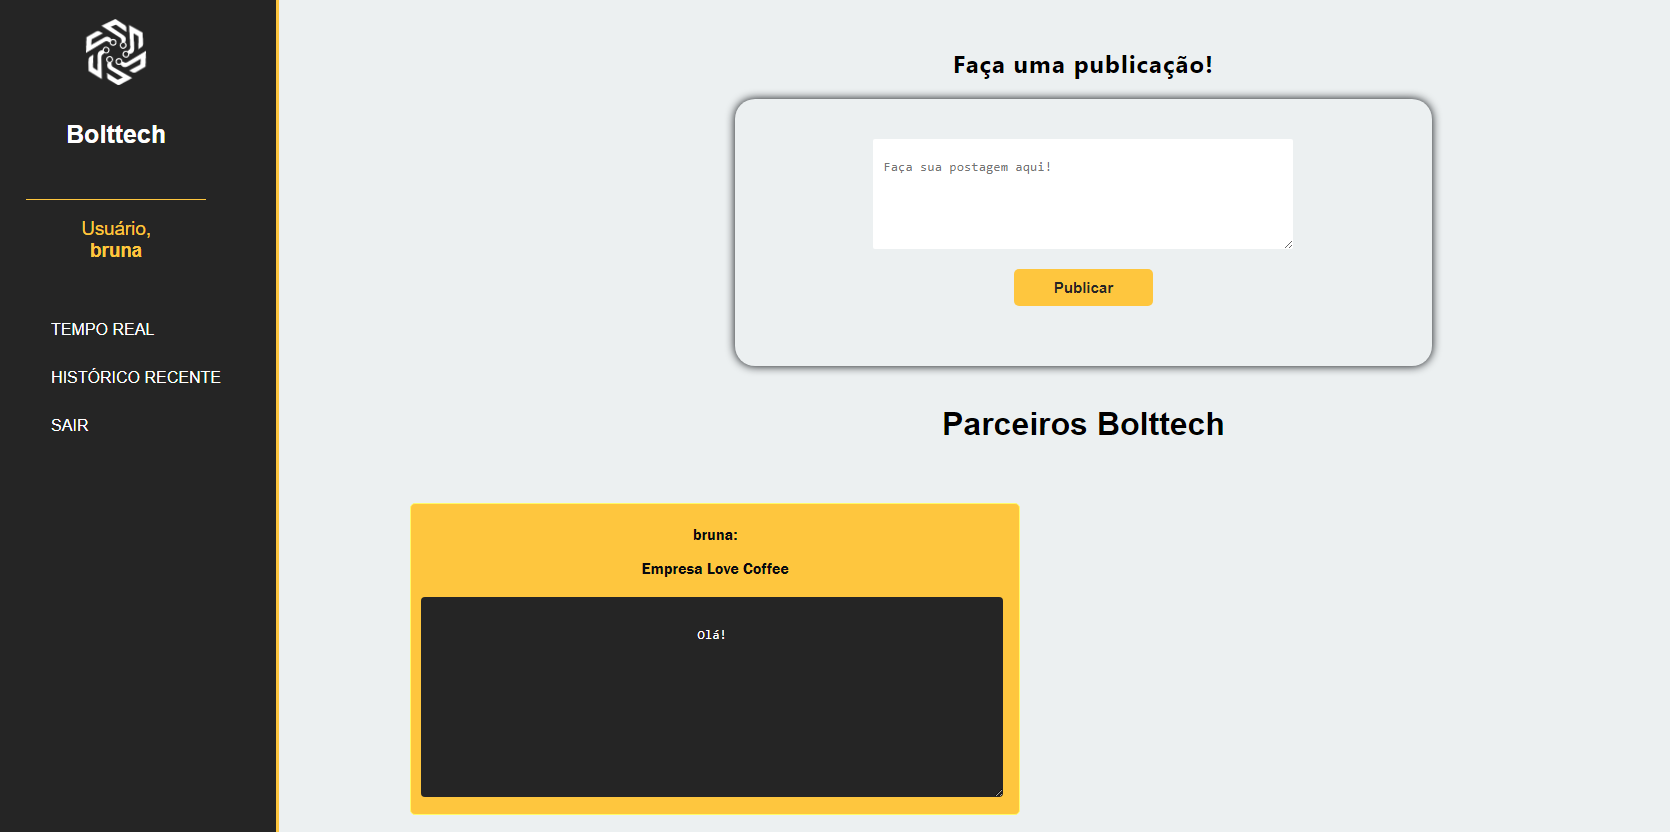 Bolttech
Usuário,
bruna
TEMPO REAL
HISTÓRICO RECENTE
SAIR
Faça uma publicação!
Faça sua postagem aqui!
Publicar
Parceiros Bolttech
bruna:
Empresa Love Coffee
Olá!